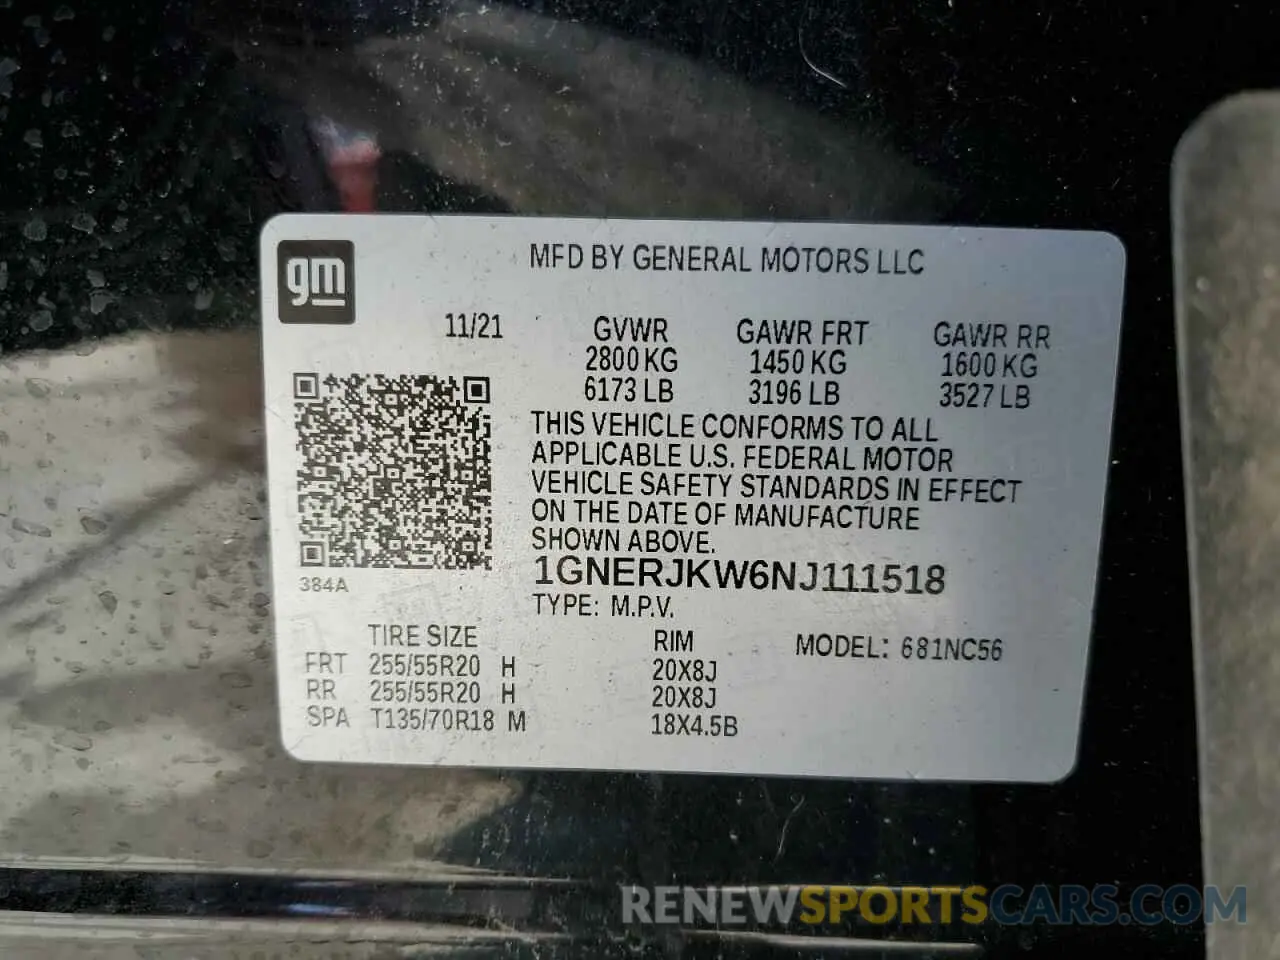 gm
MFD BY GENERAL MOTORS LLC
11/21 GVWR GAWR FRT GAWR RR
2800 KG 1450 KG 1600 KG
6173 LB 3196 LB 3527 LB
THIS VEHICLE CONFORMS TO ALL
APPLICABLE U.S. FEDERAL MOTOR
VEHICLE SAFETY STANDARDS IN EFFECT
ON THE DATE OF MANUFACTURE
SHOWN ABOVE.
384A
1GNERJKW6NJ111518
TYPE: M.P.V.
TIRE SIZE RIM MODEL: 681NC56
FRT 255/55R20 H 20X8J
RR 255/55R20 H 20X8J
SPA T135/70R18 M 18X4.5B
RENEWSPORTSCARS.COM